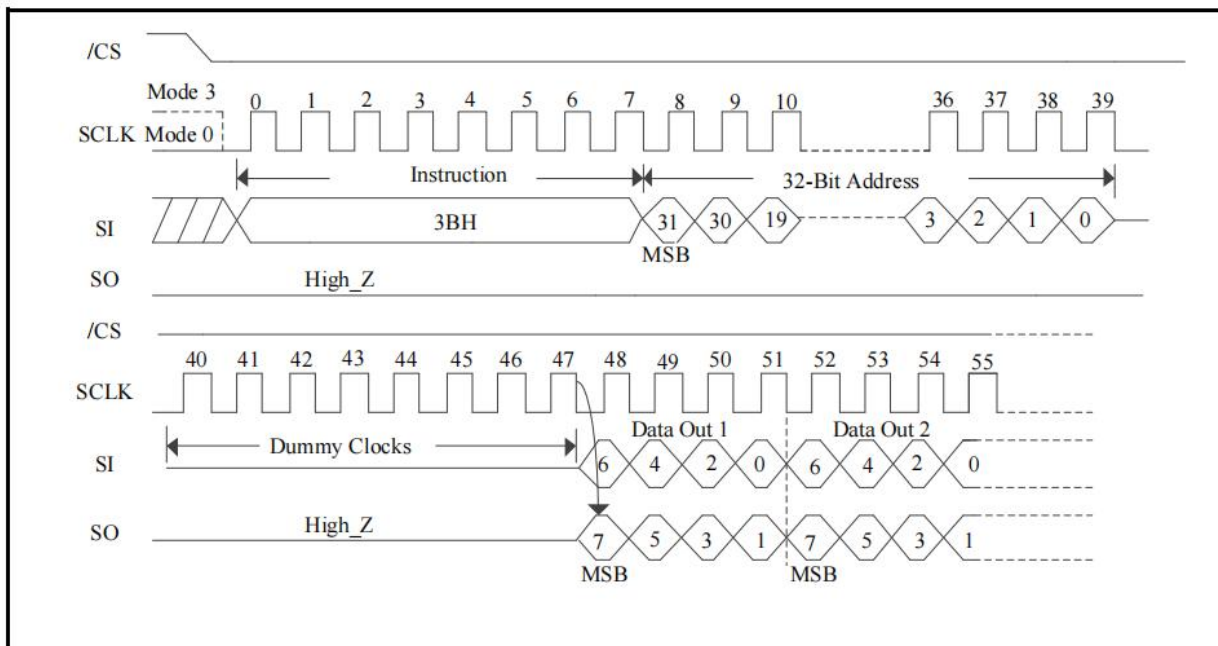 /CS
Mode 3
0 1 2 3 4 5 6 7 8 9 10 36 37 38 39
SCLK Mode 0
Instruction 32-Bit Address
SI 3BH 31 30 19 3 2 1 0
MSB
SO High_Z
/CS
40 41 42 43 44 45 46 47 48 49 50 51 52 53 54 55
SCLK
Dummy Clocks Data Out 1 Data Out 2
SI 6 4 2 0 6 4 2 0
SO High_Z 7 5 3 1 7 5 3 1
MSB MSB